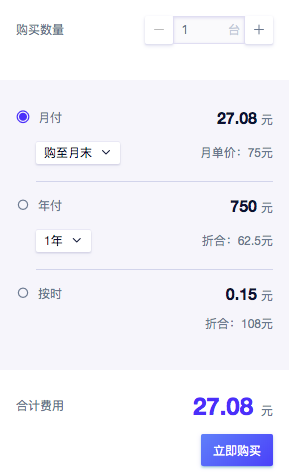 购买数量 1 台
月付 27.08 元
购至月末 月单价：75元
年付 750 元
1年 折合：62.5元
按时 0.15 元
折合：108元
合计费用 27.08 元
立即购买